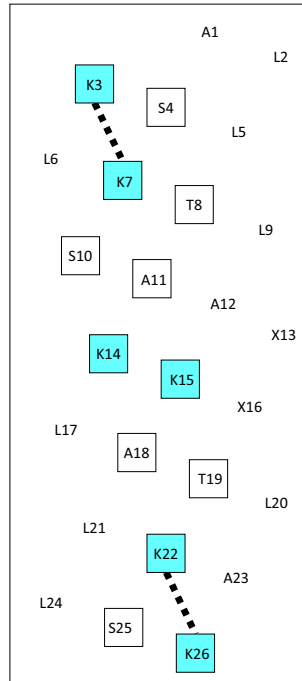 A1
L2
K3
S4
L5
L6
K7
T8
L9
S10
A11
A12
X13
K14
K15
X16
L17
A18
T19
L20
L21
K22
A23
L24
S25
K26